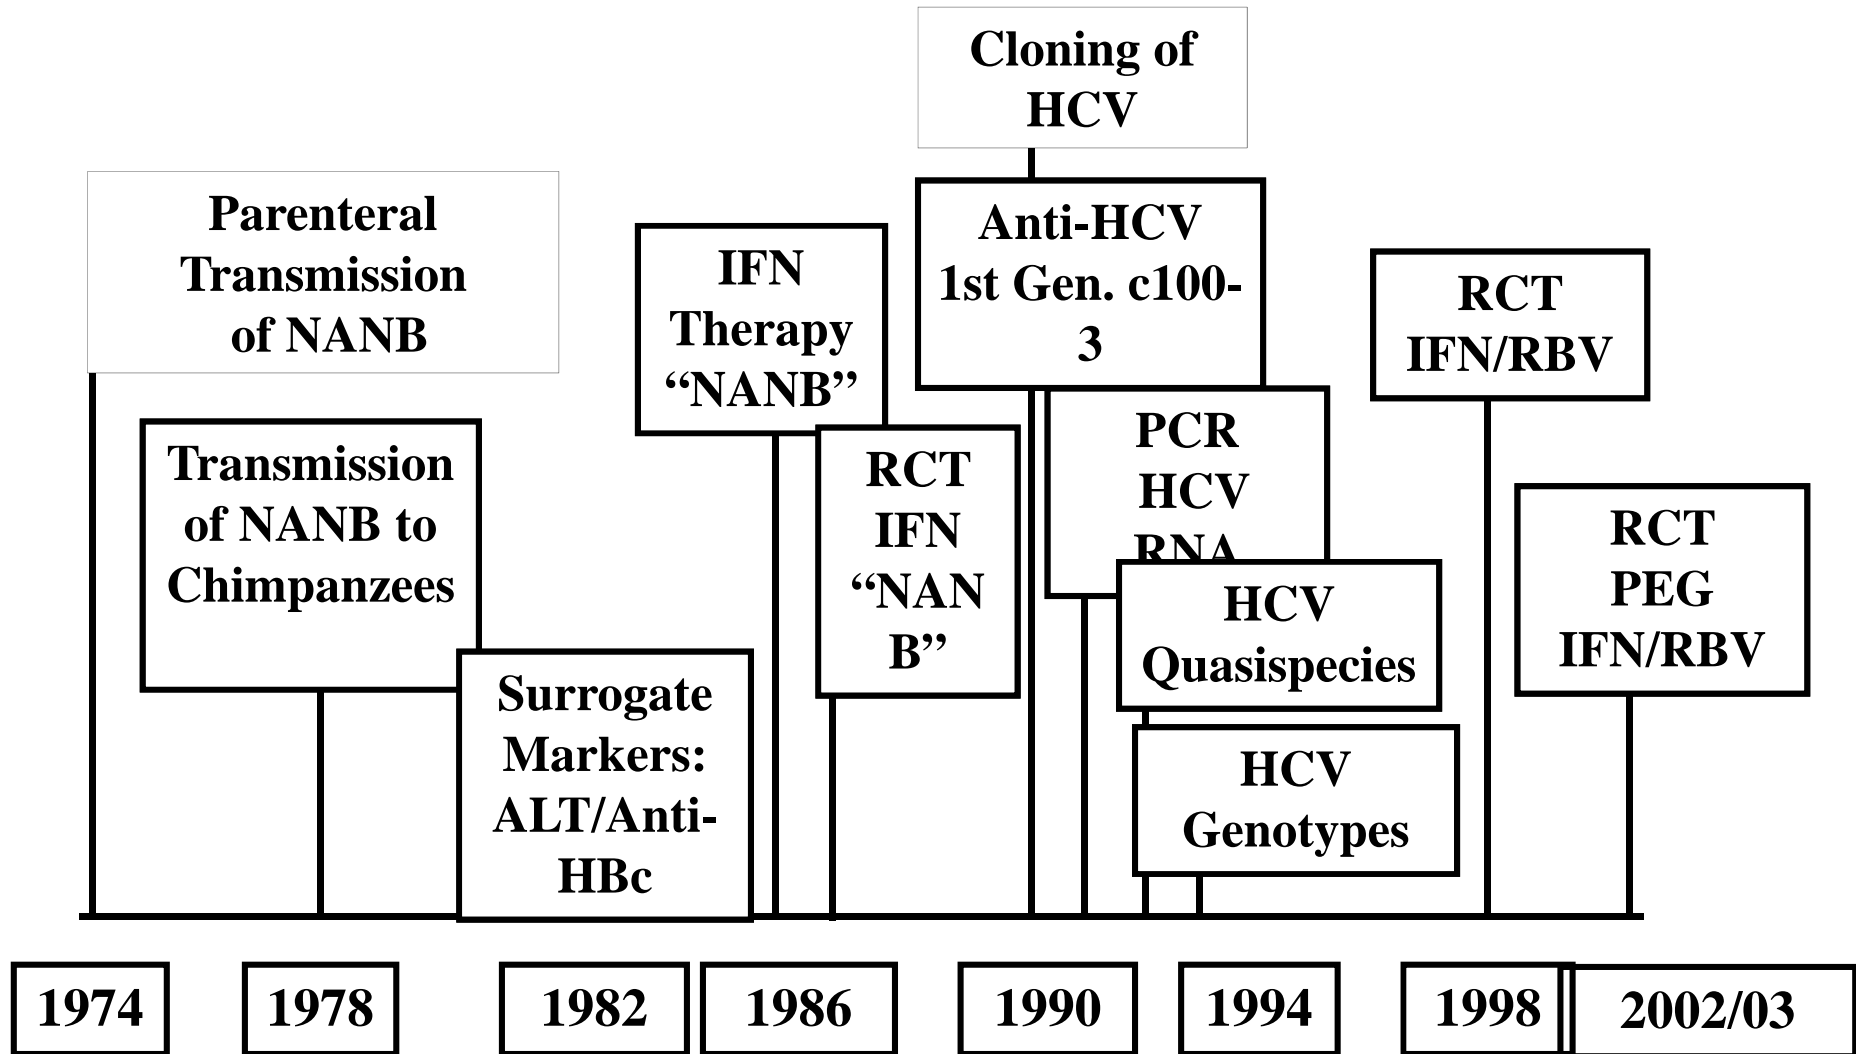 Cloning of
HCV
Parenteral
Transmission
of NANB
Anti-HCV
1st Gen. c100-
3
IFN
Therapy
“NANB”
RCT
IFN/RBV
Transmission
of NANB to
Chimpanzees
RCT
IFN
“NAN
B”
PCR
HCV
RNA
RCT
PEG
IFN/RBV
HCV
Quasispecies
Surrogate
Markers:
ALT/Anti-
HBc
HCV
Genotypes
1974
1978
1982
1986
1990
1994
1998
2002/03